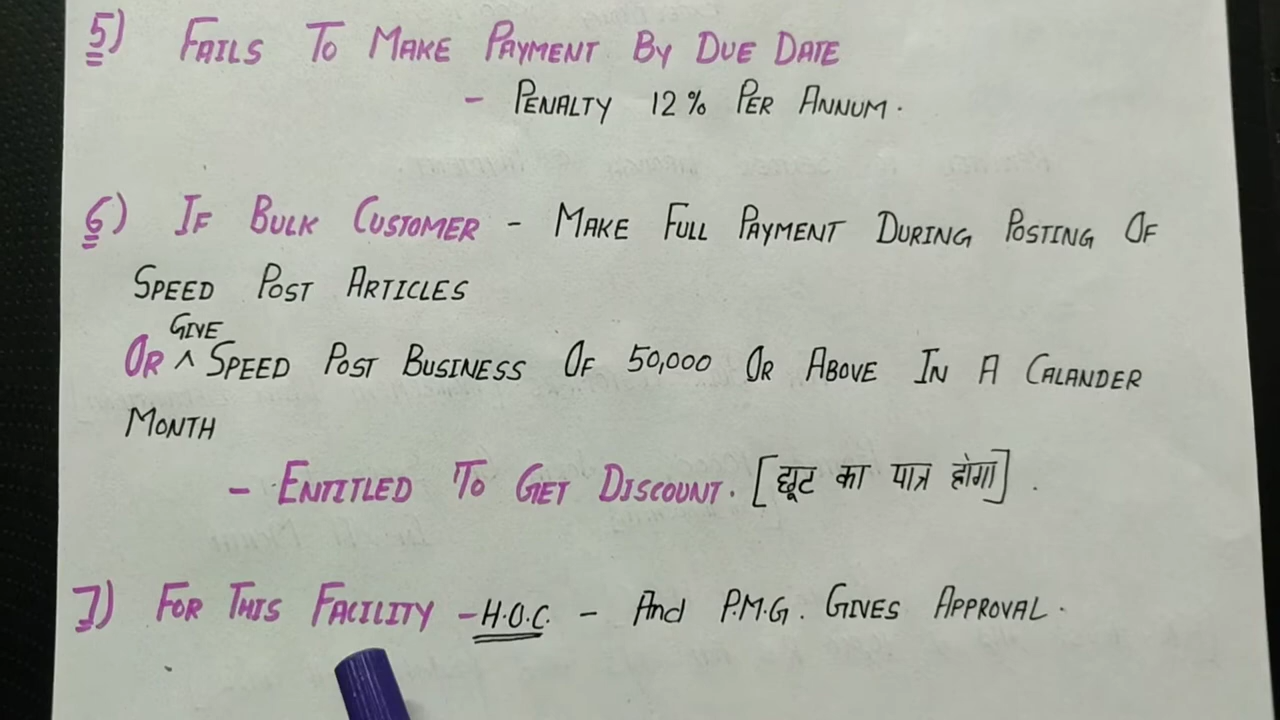 5) FAILS TO MAKE PAYMENT BY DUE DATE
- PENALTY 12% PER ANNUM.
6) IF BULK CUSTOMER - MAKE FULL PAYMENT DURING POSTING OF
SPEED POST ARTICLES
GIVE
OR ^ SPEED POST BUSINESS OF 50,000 OR ABOVE IN A CALANDER
MONTH
- ENTITLED TO GET DISCOUNT. [छूट का पात्र होगा].
7) FOR THIS FACILITY - H.O.C. - AND P.M.G. GIVES APPROVAL.